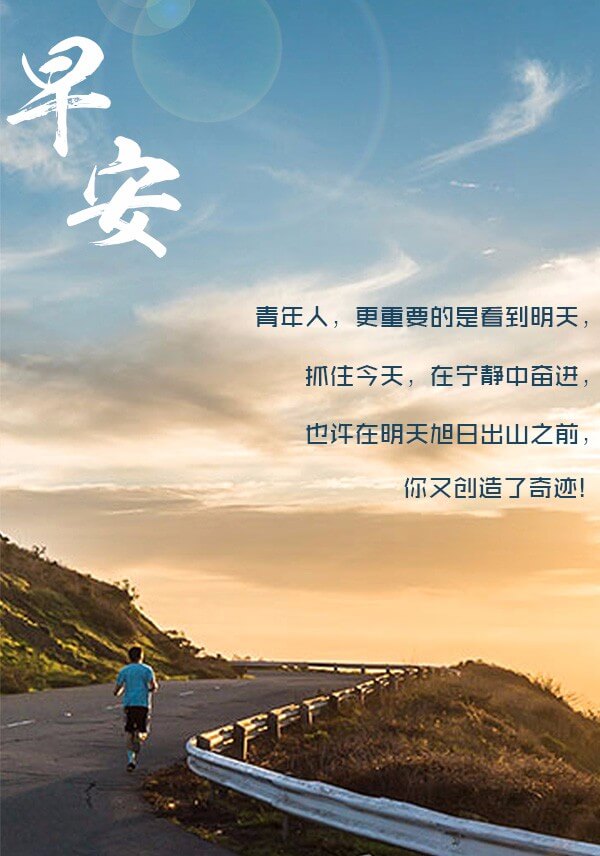 早安
青年人，更重要的是看到明天，
抓住今天，在宁静中奋进，
也许在明天旭日出山之前，
你又创造了奇迹!